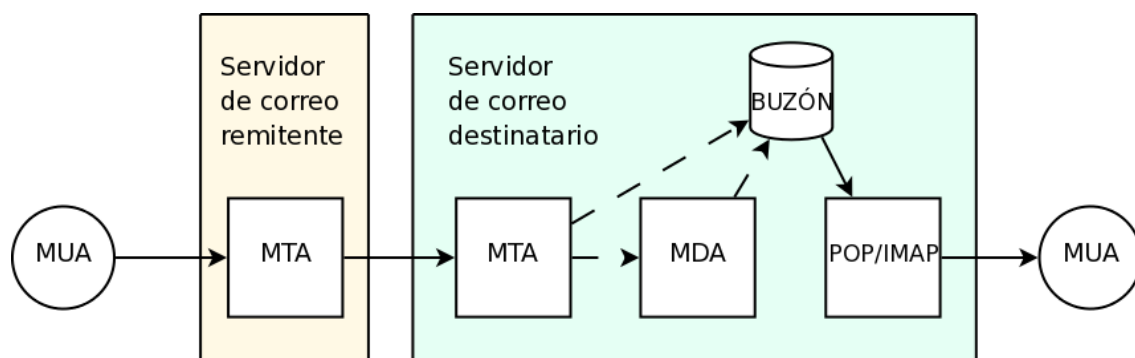 Servidor
de correo
remitente
Servidor
de correo
destinatario
BUZÓN
MUA
MTA
MTA
MDA
POP/IMAP
MUA